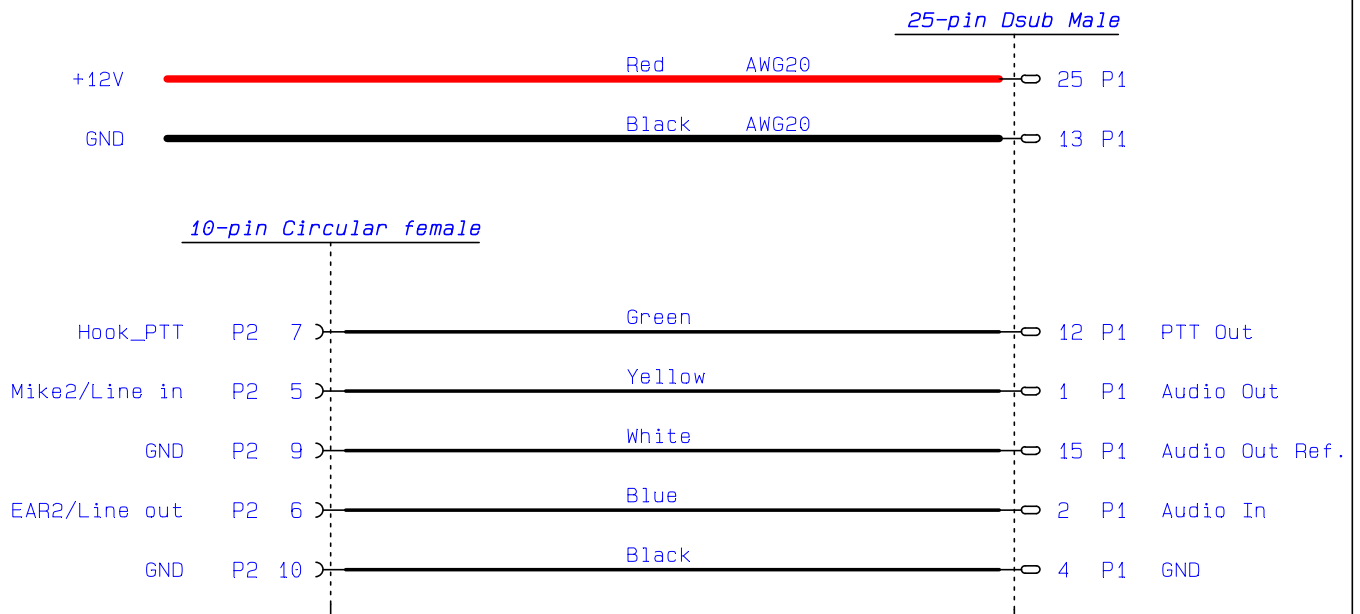 25-pin Dsub Male
+12V Red AWG20 25 P1
GND Black AWG20 13 P1
10-pin Circular female
Hook_PTT P2 7 Green 12 P1 PTT Out
Mike2/Line in P2 5 Yellow 1 P1 Audio Out
GND P2 9 White 15 P1 Audio Out Ref.
EAR2/Line out P2 6 Blue 2 P1 Audio In
GND P2 10 Black 4 P1 GND